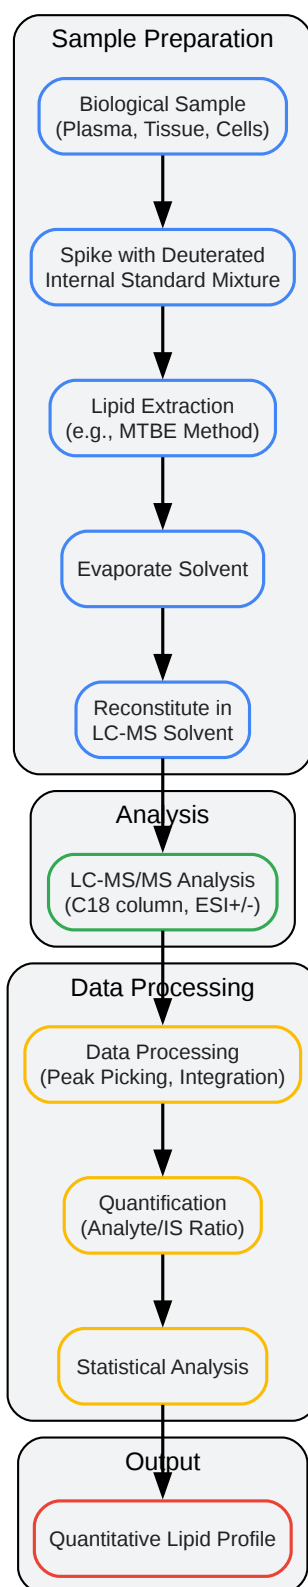 Sample Preparation
Biological Sample
(Plasma, Tissue, Cells)
Spike with Deuterated
Internal Standard Mixture
Lipid Extraction
(e.g., MTBE Method)
Evaporate Solvent
Reconstitute in
LC-MS Solvent
Analysis
LC-MS/MS Analysis
(C18 column, ESI+/-)
Data Processing
Data Processing
(Peak Picking, Integration)
Quantification
(Analyte/IS Ratio)
Statistical Analysis
Output
Quantitative Lipid Profile